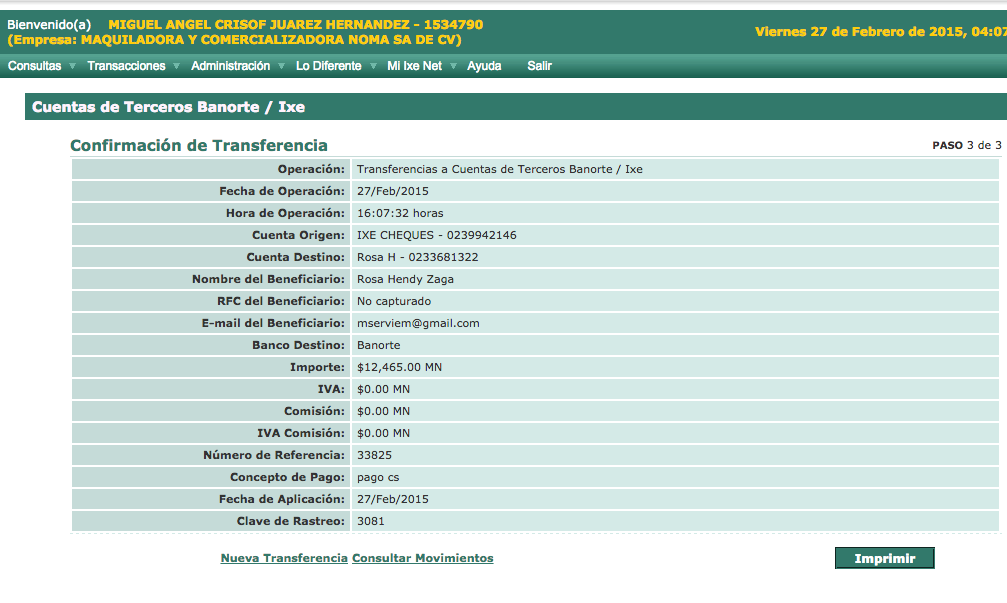 Bienvenido(a) MIGUEL ANGEL CRISOF JUAREZ HERNANDEZ - 1534790
(Empresa: MAQUILADORA Y COMERCIALIZADORA NOMA SA DE CV)
Viernes 27 de Febrero de 2015, 04:07
Consultas Transacciones Administración Lo Diferente Mi Ixe Net Ayuda Salir
Cuentas de Terceros Banorte / Ixe
Confirmación de Transferencia PASO 3 de 3
Operación: Transferencias a Cuentas de Terceros Banorte / Ixe
Fecha de Operación: 27/Feb/2015
Hora de Operación: 16:07:32 horas
Cuenta Origen: IXE CHEQUES - 0239942146
Cuenta Destino: Rosa H - 0233681322
Nombre del Beneficiario: Rosa Hendy Zaga
RFC del Beneficiario: No capturado
E-mail del Beneficiario: mserviem@gmail.com
Banco Destino: Banorte
Importe: $12,465.00 MN
IVA: $0.00 MN
Comisión: $0.00 MN
IVA Comisión: $0.00 MN
Número de Referencia: 33825
Concepto de Pago: pago cs
Fecha de Aplicación: 27/Feb/2015
Clave de Rastreo: 3081
Nueva Transferencia Consultar Movimientos Imprimir